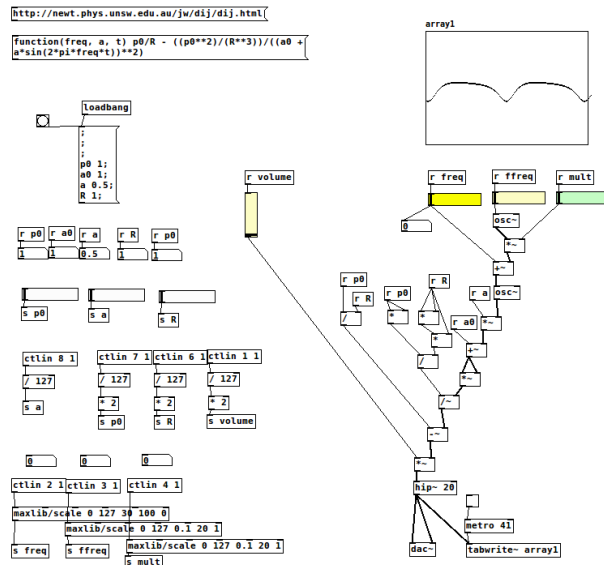 http://newt.phys.unsw.edu.au/jw/dij/dij.html
function(freq, a, t) p0/R - ((p0**2)/(R**3))/((a0 +
a*sin(2*pi*freq*t))**2)
array1
loadbang
;
;
;
p0 1;
a0 1;
a 0.5;
R 1;
r volume
r freq
r ffreq
r mult
0
osc~
*~
+~
osc~
r p0
r a0
r a
r R
r p0
1
1
0.5
1
1
s p0
s a
s R
r p0
r R
/
r p0
*
r R
*
*
/
r a
*~
r a0
+~
*~
/~
-~
*~
hip~ 20
dac~
metro 41
tabwrite~ array1
ctlin 8 1
/ 127
s a
ctlin 7 1
/ 127
* 2
s p0
ctlin 6 1
/ 127
* 2
s R
ctlin 1 1
/ 127
* 2
s volume
0
0
0
ctlin 2 1
ctlin 3 1
ctlin 4 1
maxlib/scale 0 127 30 100 0
maxlib/scale 0 127 0.1 20 1
maxlib/scale 0 127 0.1 20 1
s freq
s ffreq
s mult